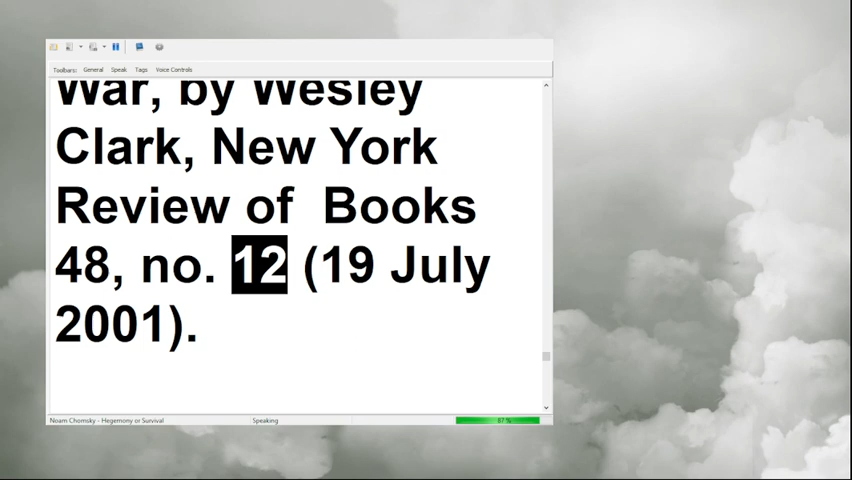 Toolbars: General Speak Tags Voice Controls
War, by Wesley
Clark, New York
Review of  Books
48, no. 12 (19 July
2001).
Noam Chomsky - Hegemony or Survival Speaking 67 %